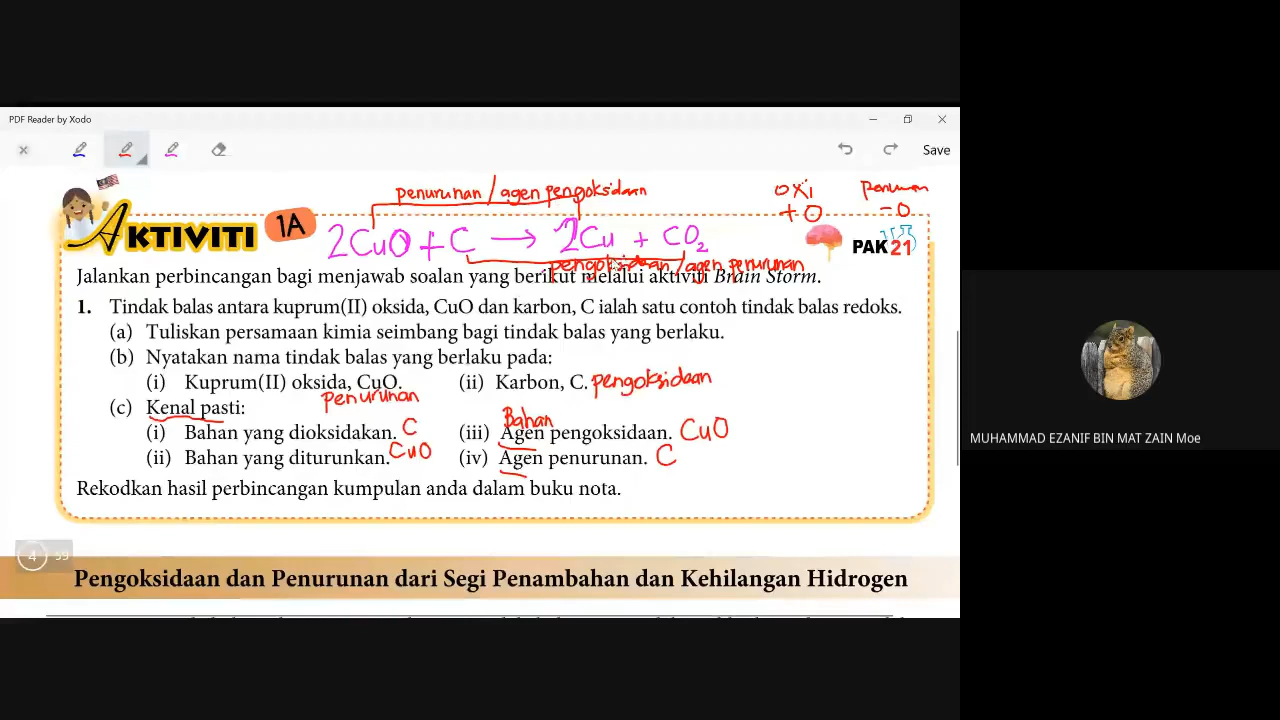 PDF Reader by Xodo
Save
penurunan / agen pengoksidaan
oxi
+ O
- O
AKTIVITI 1A
2CuO + C → 2Cu + CO2
PAK 21
pengoksidaan / agen penurunan
Jalankan perbincangan bagi menjawab soalan yang berikut melalui aktiviti Brain Storm.
1. Tindak balas antara kuprum(II) oksida, CuO dan karbon, C ialah satu contoh tindak balas redoks.
(a) Tuliskan persamaan kimia seimbang bagi tindak balas yang berlaku.
(b) Nyatakan nama tindak balas yang berlaku pada:
(i) Kuprum(II) oksida, CuO. (ii) Karbon, C. pengoksidaan
penurunan
(c) Kenal pasti:
Bahan
(i) Bahan yang dioksidakan. C (iii) Agen pengoksidaan. CuO
(ii) Bahan yang diturunkan. CuO (iv) Agen penurunan. C
Rekodkan hasil perbincangan kumpulan anda dalam buku nota.
4 59
Pengoksidaan dan Penurunan dari Segi Penambahan dan Kehilangan Hidrogen
MUHAMMAD EZANIF BIN MAT ZAIN Moe